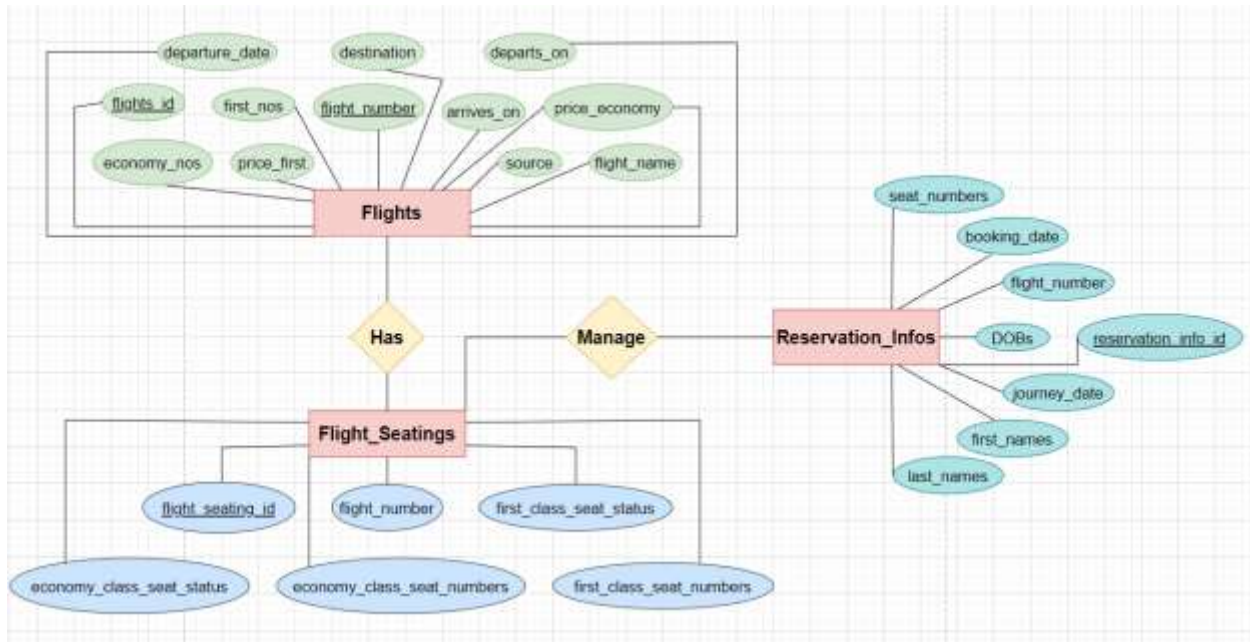 departure_date
destination
departs_on
flights_id
first_nos
flight_number
arrives_on
price_economy
economy_nos
price_first
source
flight_name
Flights
seat_numbers
booking_date
flight_number
Has
Manage
Reservation_Infos
DOBs
reservation_info_id
journey_date
first_names
last_names
Flight_Seatings
flight_seating_id
flight_number
first_class_seat_status
economy_class_seat_status
economy_class_seat_numbers
first_class_seat_numbers